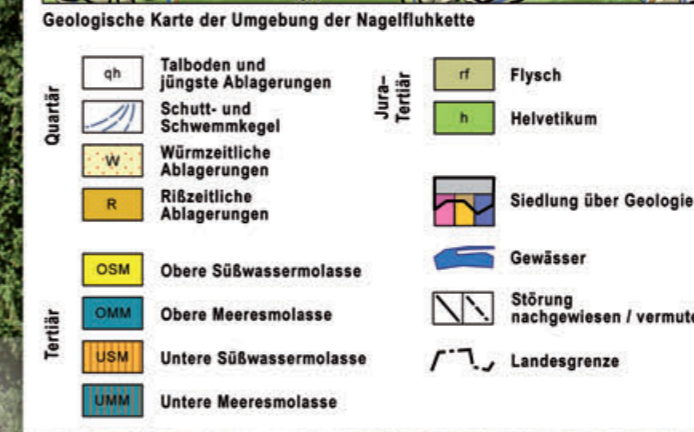 Geologische Karte der Umgebung der Nagelfluhkette
Quartär
qh
Talboden und
jüngste Ablagerungen
Schutt- und
Schwemmkegel
W
Würmzeitliche
Ablagerungen
R
Rißzeitliche
Ablagerungen
Tertiär
OSM
Obere Süßwassermolasse
OMM
Obere Meeresmolasse
USM
Untere Süßwassermolasse
UMM
Untere Meeresmolasse
Jura–
Tertiär
rf
Flysch
h
Helvetikum
Siedlung über Geologie
Gewässer
Störung
nachgewiesen / vermute
Landesgrenze